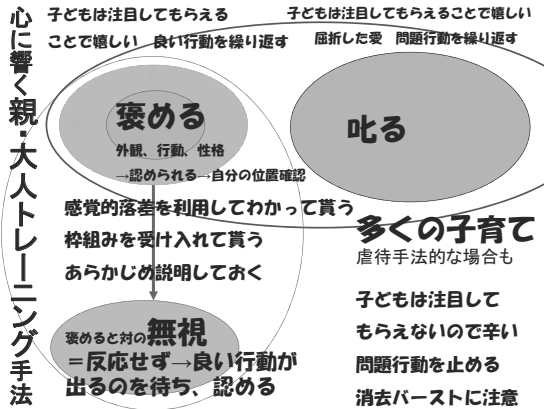 心に響く親・大人トレーニング手法
子どもは注目してもらえる
ことで嬉しい 良い行動を繰り返す
子どもは注目してもらえることで嬉しい
屈折した愛 問題行動を繰り返す
褒める
外観、行動、性格
→認められる→自分の位置確認
叱る
感覚的落差を利用してわかって貰う
枠組みを受け入れて貰う
あらかじめ説明しておく
多くの子育て
虐待手法的な場合も
褒めると対の無視
＝反応せず→良い行動が
出るのを待ち、認める
子どもは注目して
もらえないので辛い
問題行動を止める
消去バーストに注意